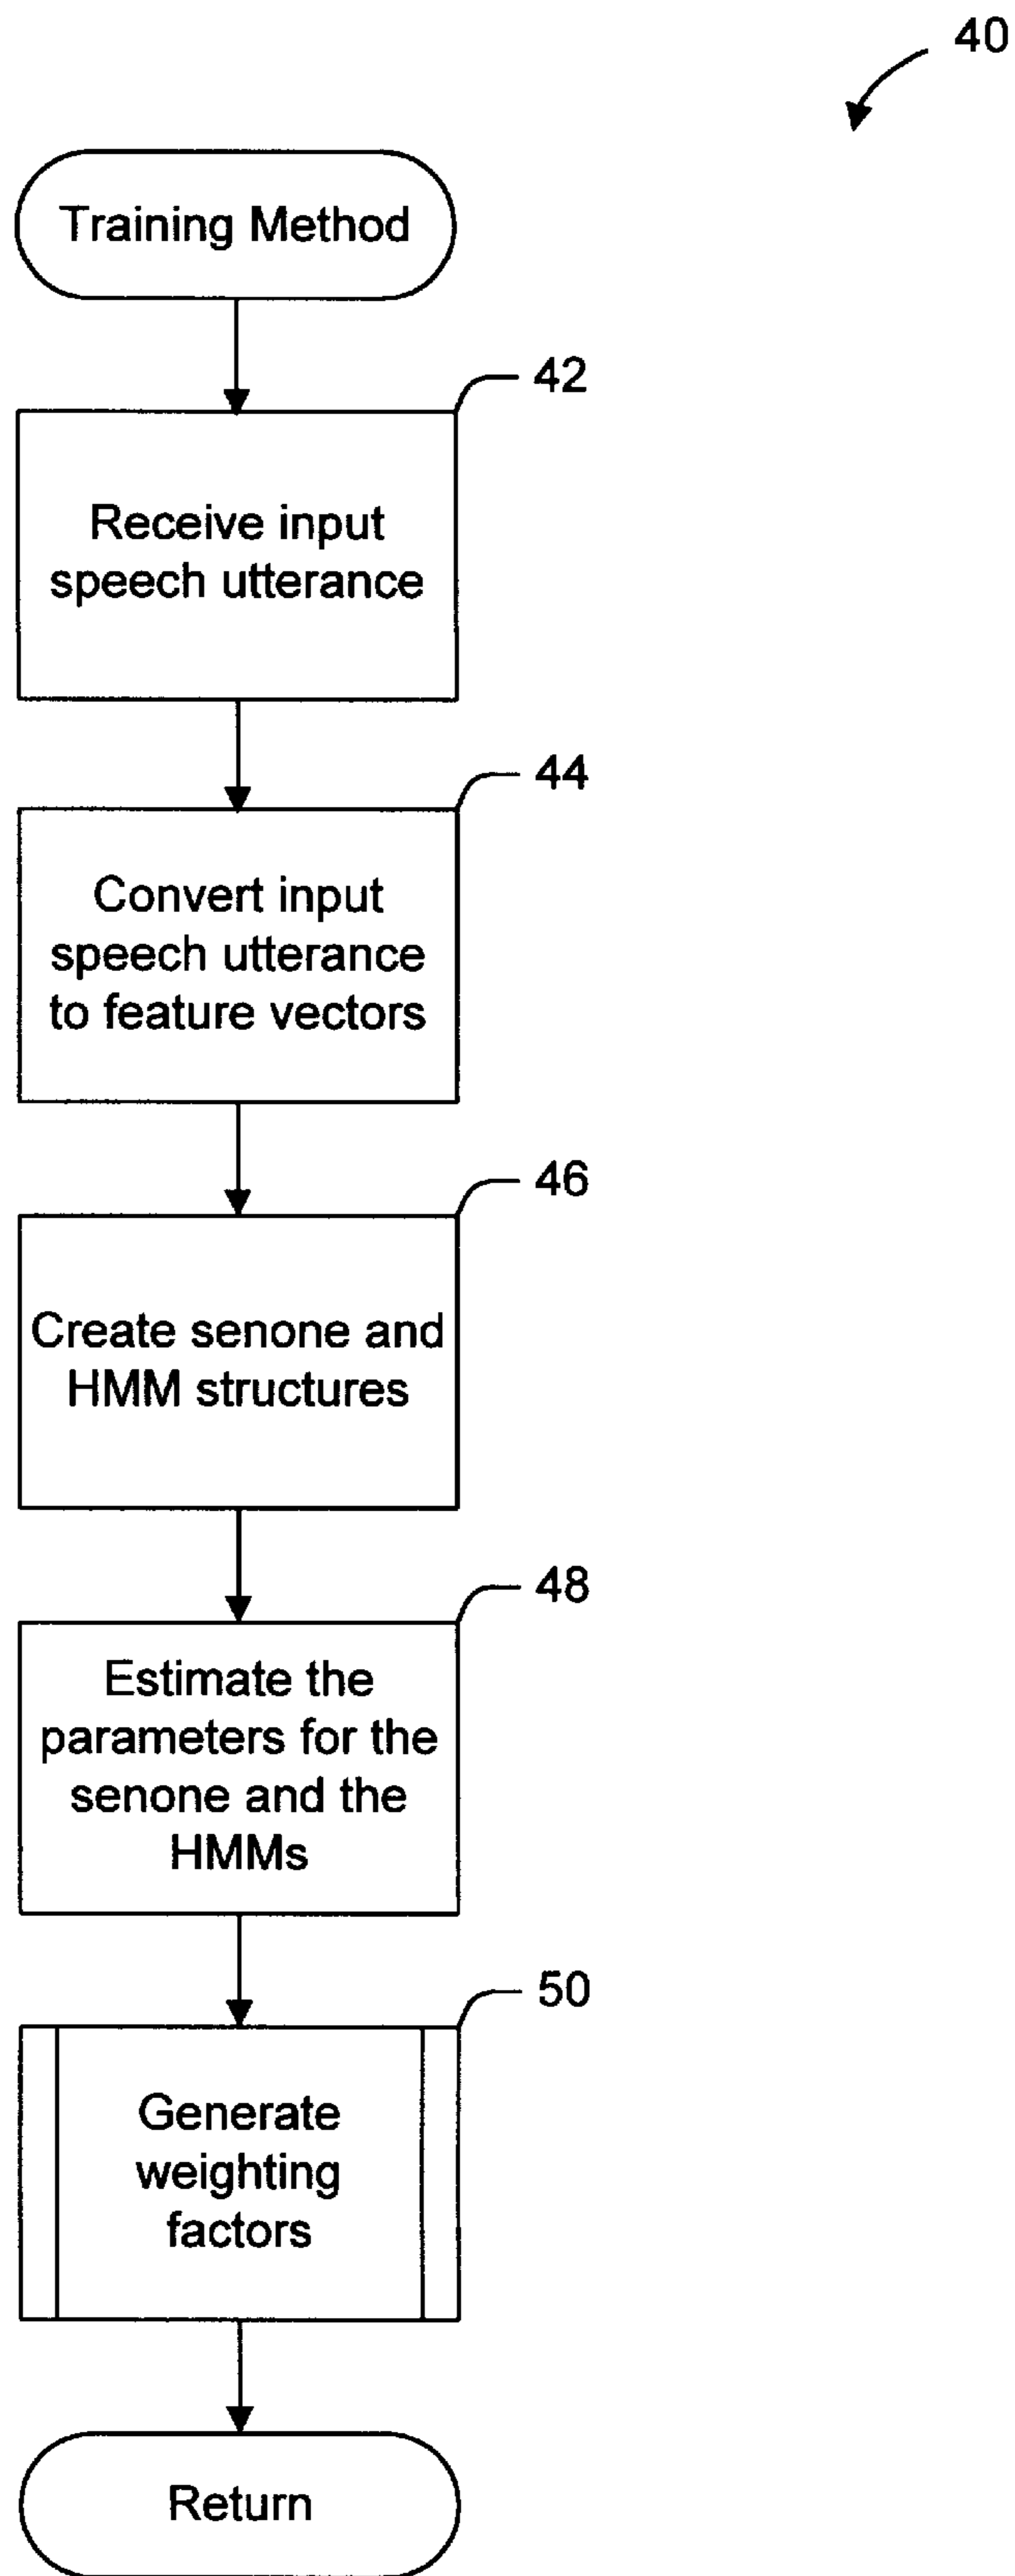 40
Training Method
42
Receive input
speech utterance
44
Convert input
speech utterance
to feature vectors
46
Create senone and
HMM structures
48
Estimate the
parameters for the
senone and the
HMMs
50
Generate
weighting
factors
Return